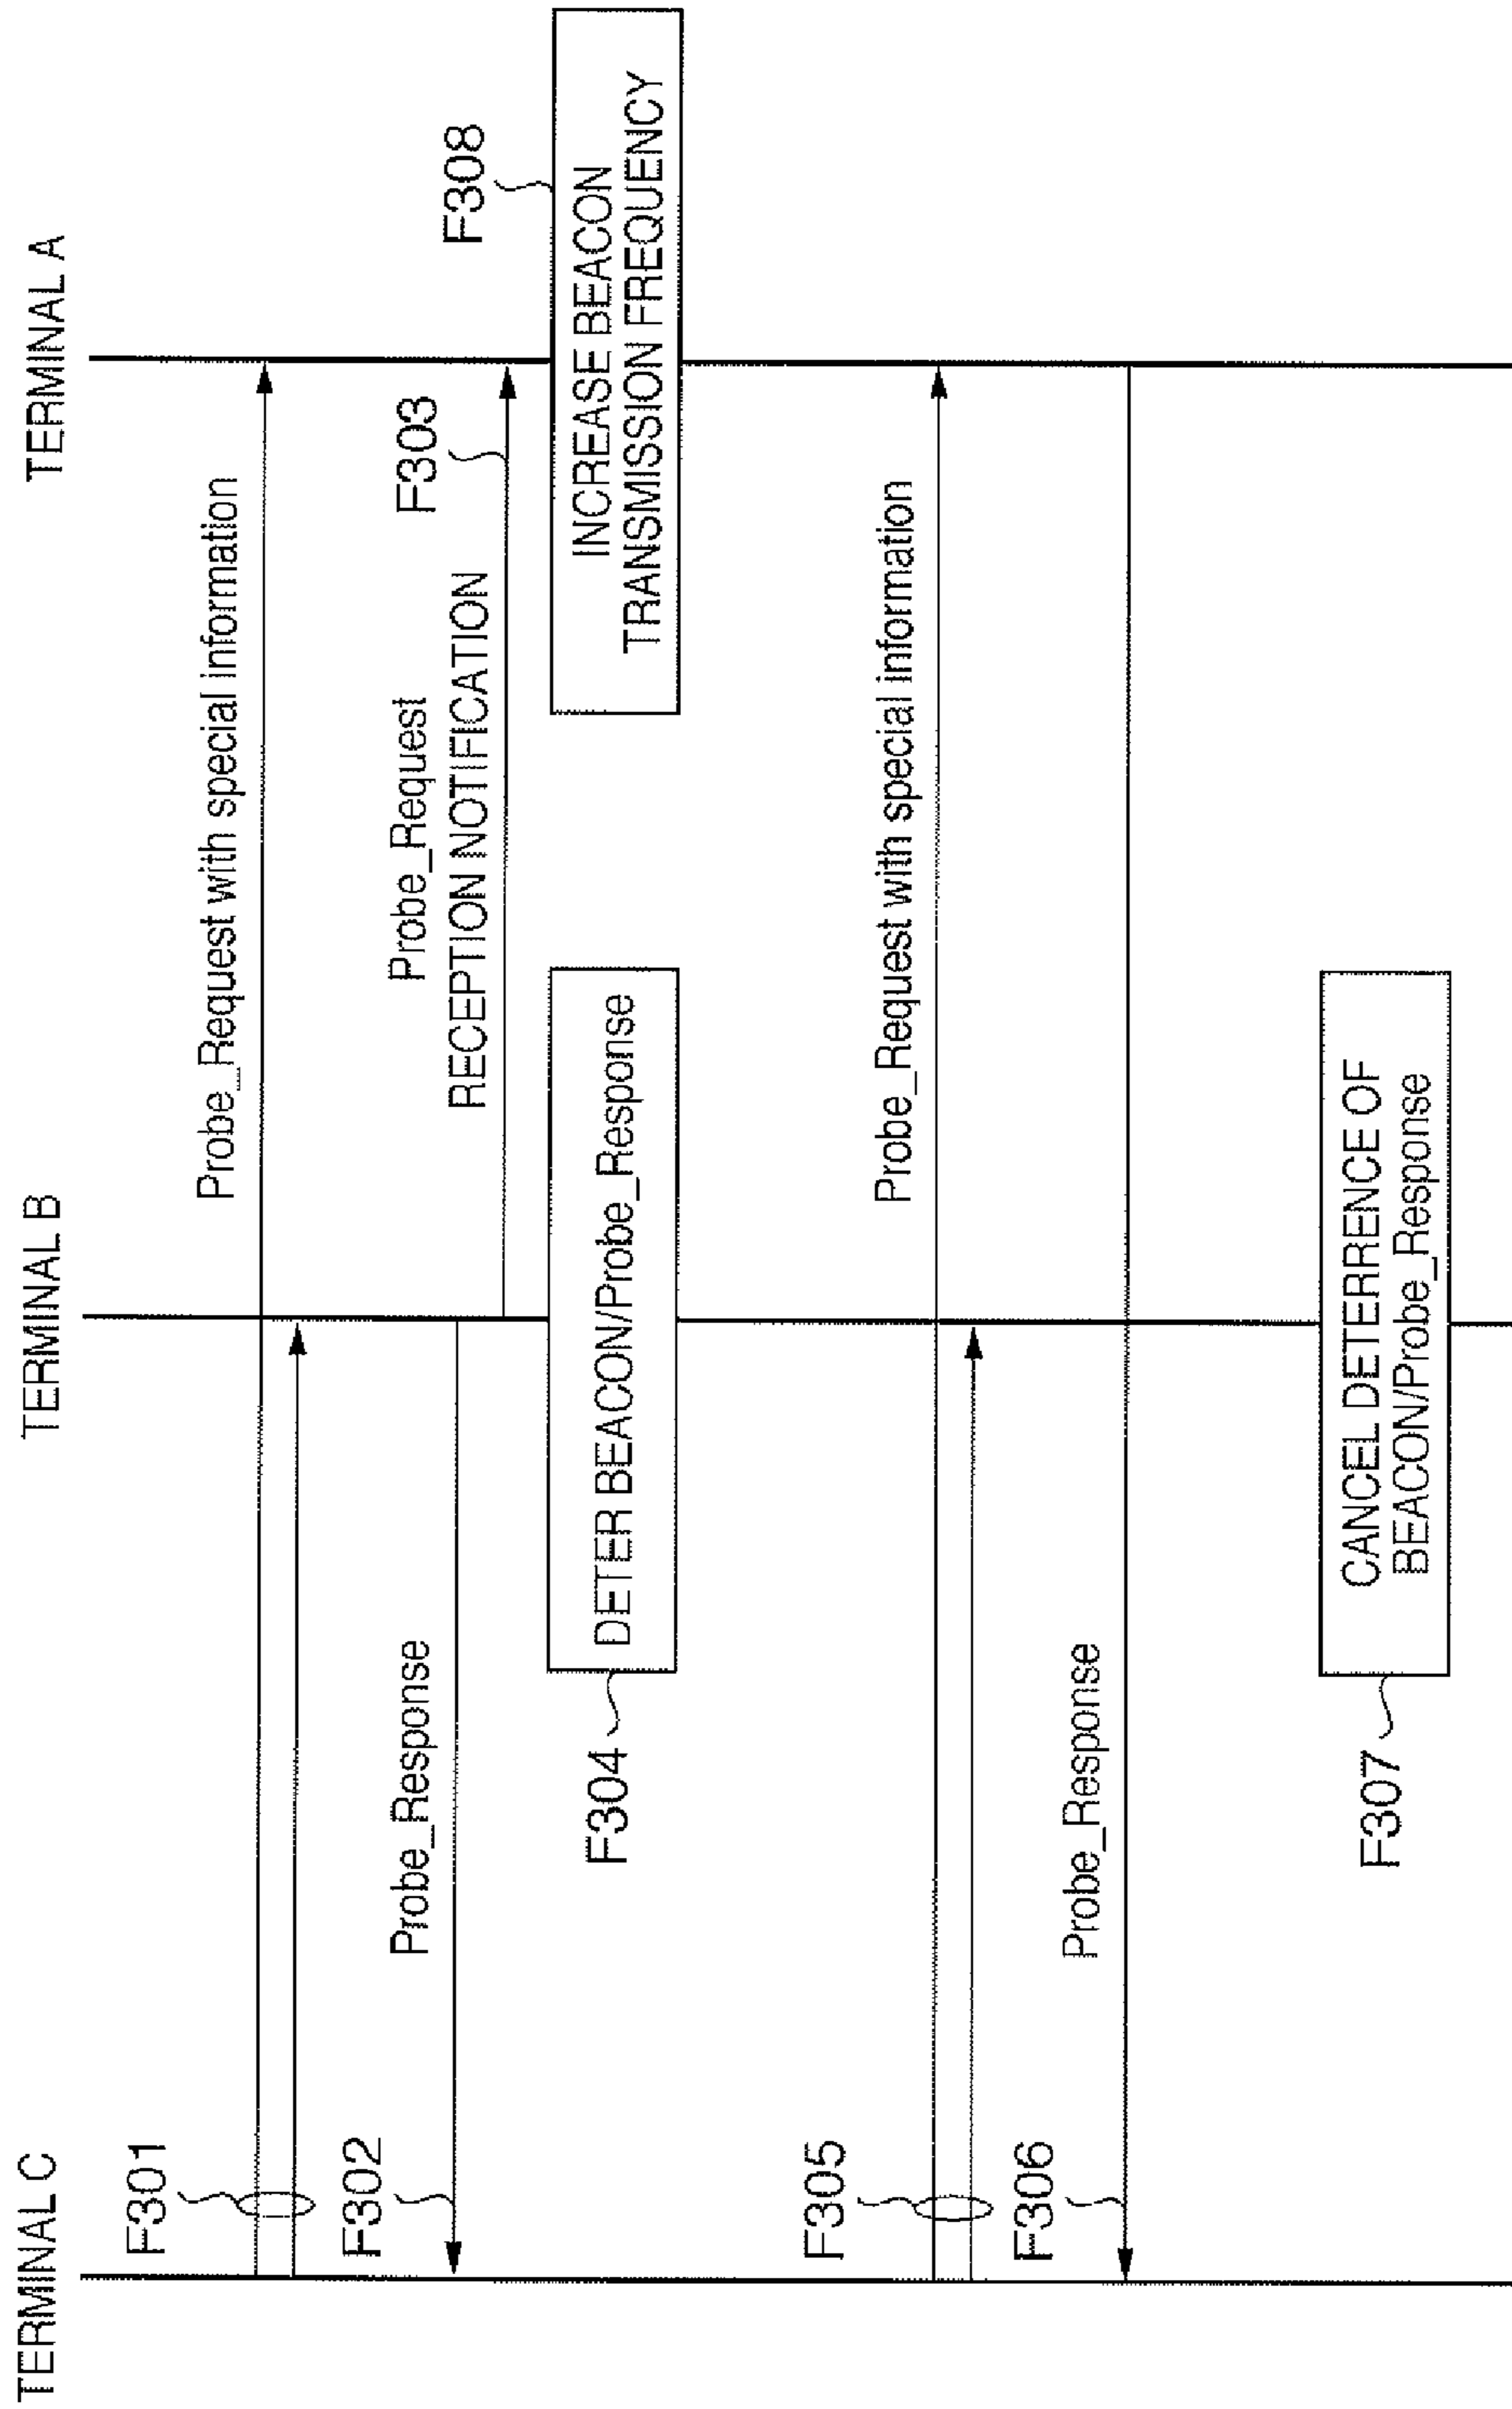 TERMINAL C
TERMINAL B
TERMINAL A
F301
Probe_Request with special information
F302
Probe_Response
Probe_Request
RECEPTION NOTIFICATION
F303
F308
F304
DETER BEACON/Probe_Response
INCREASE BEACON
TRANSMISSION FREQUENCY
F305
Probe_Request with special information
F306
Probe_Response
F307
CANCEL DETERRENCE OF
BEACON/Probe_Response